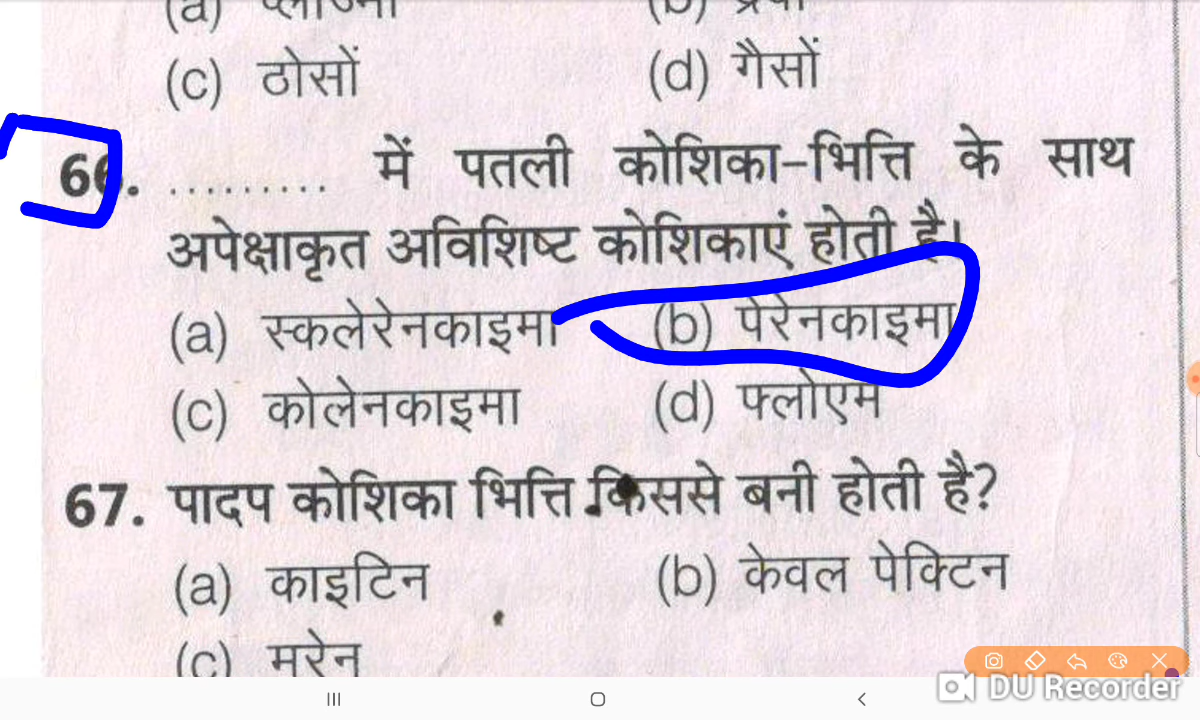 (c) ठोसों (d) गैसों
66. ......... में पतली कोशिका-भित्ति के साथ
अपेक्षाकृत अविशिष्ट कोशिकाएं होती है।
(a) स्कलेरेनकाइमा (b) पेरेनकाइमा
(c) कोलेनकाइमा (d) फ्लोएम
67. पादप कोशिका भित्ति किससे बनी होती है?
(a) काइटिन (b) केवल पेक्टिन
(c)
DU Recorder